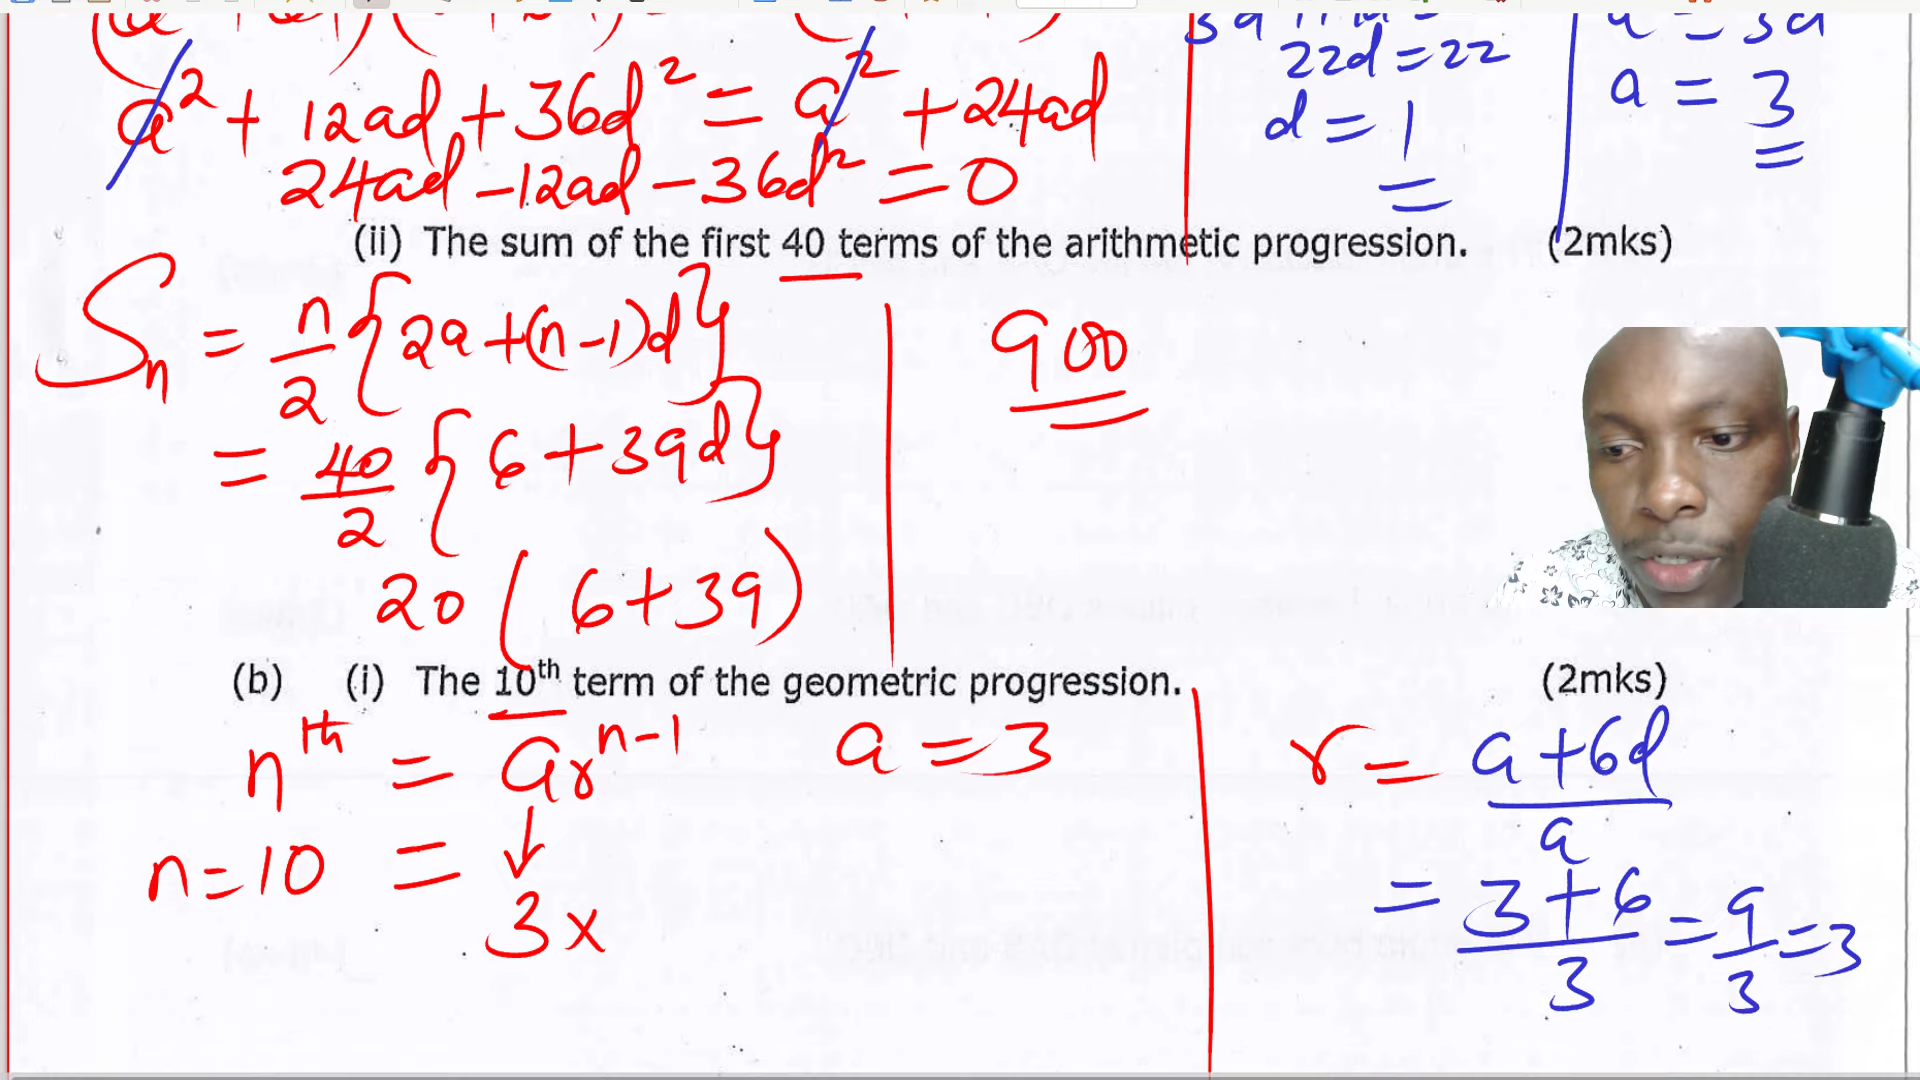 a² + 12ad + 36d² = a² + 24ad
24ad - 12ad - 36d² = 0
22d = 22
d = 1
a = 3
(ii) The sum of the first 40 terms of the arithmetic progression. (2mks)
Sn = n/2 {2a + (n-1)d}
= 40/2 {6 + 39d}
20 (6 + 39)
900
(b) (i) The 10th term of the geometric progression. (2mks)
nth = ar^n-1
n = 10 =
3 x
a = 3
r = a + 6d / a
= 3 + 6 / 3 = 9/3 = 3